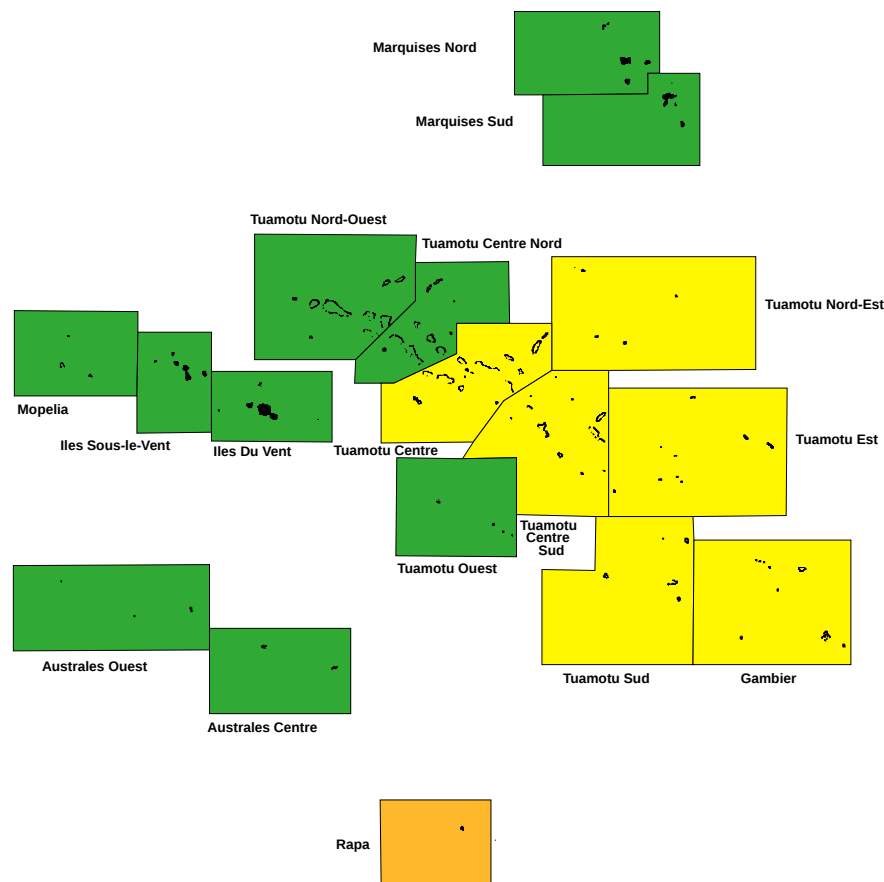 Marquises Nord
Marquises Sud
Tuamotu Nord-Ouest
Tuamotu Centre Nord
Tuamotu Nord-Est
Mopelia
Iles Sous-le-Vent
Iles Du Vent
Tuamotu Centre
Tuamotu Est
Tuamotu
Centre
Sud
Tuamotu Ouest
Australes Ouest
Tuamotu Sud
Gambier
Australes Centre
Rapa